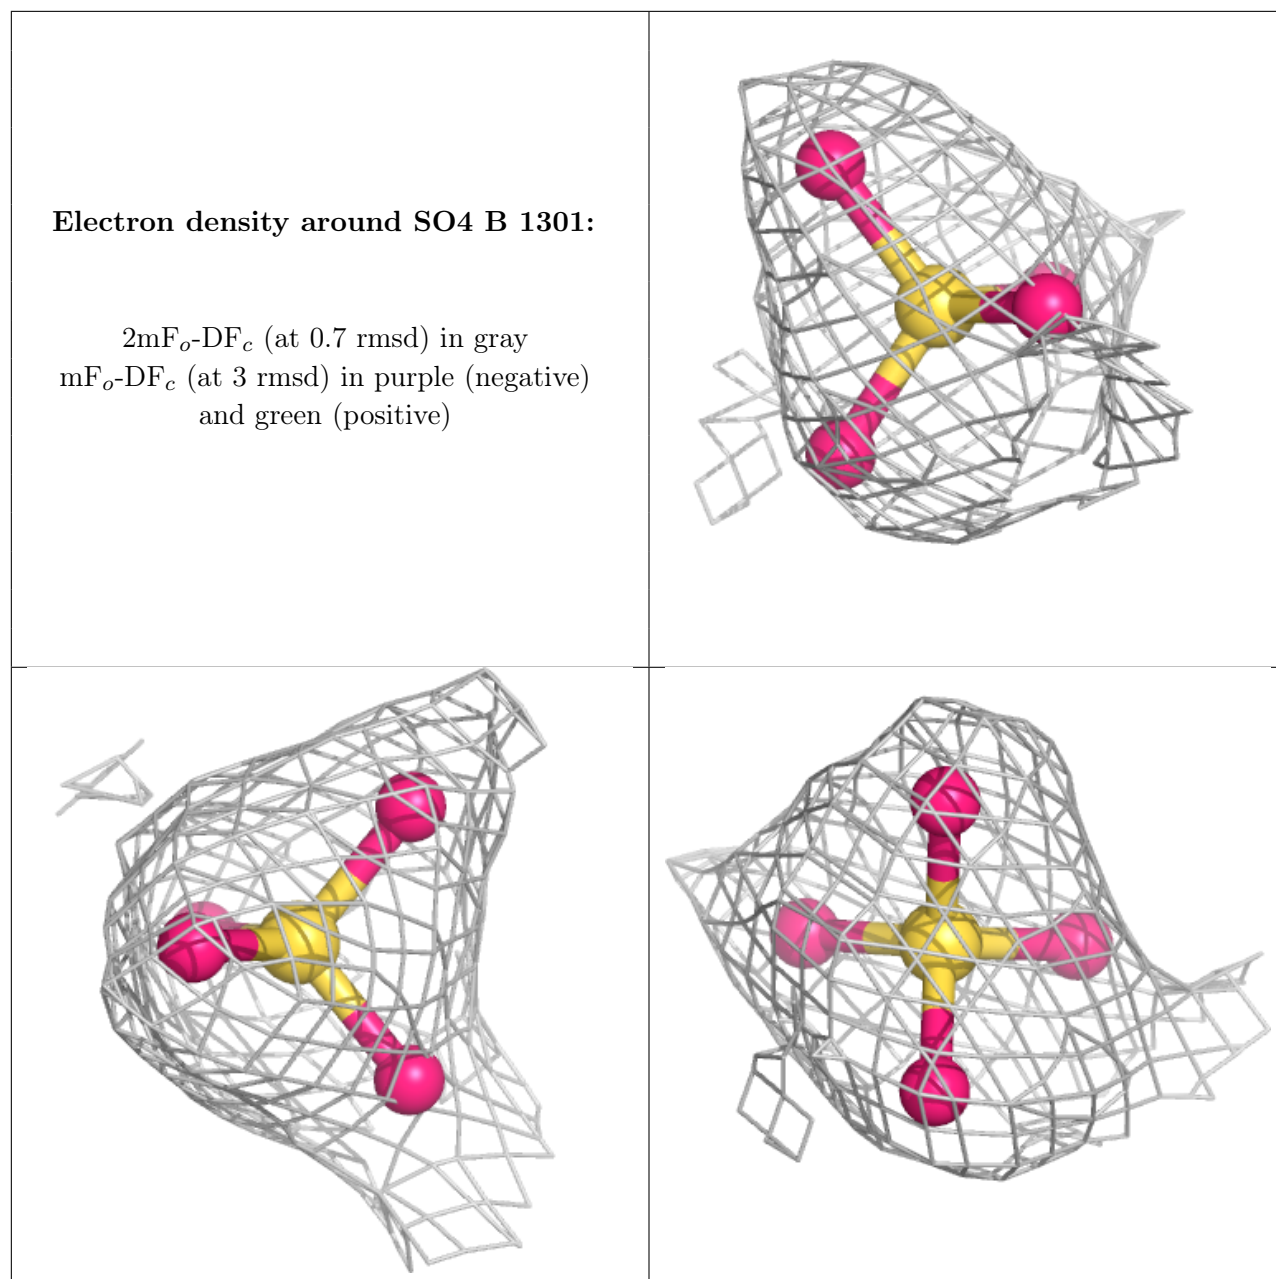 Electron density around SO4 B 1301:
2mFo-DFc (at 0.7 rmsd) in gray
mFo-DFc (at 3 rmsd) in purple (negative)
and green (positive)